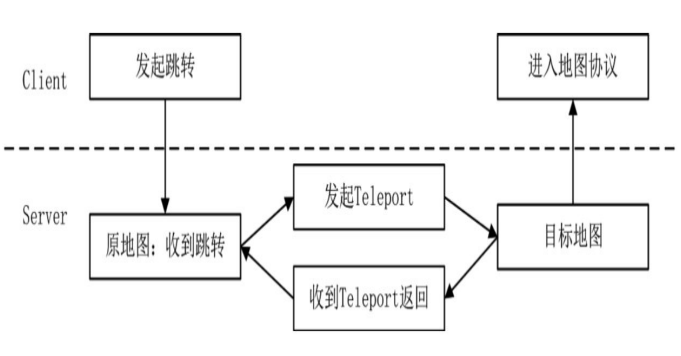 Client
发起跳转
进入地图协议
Server
原地图：收到跳转
发起Teleport
收到Teleport返回
目标地图